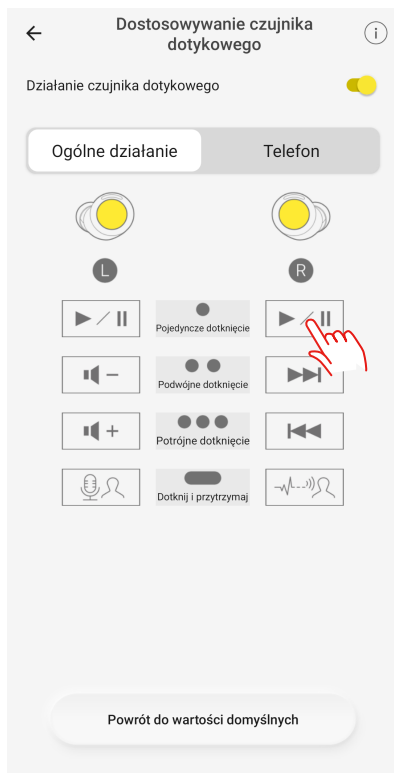 Dostosowywanie czujnika
dotykowego
i
Działanie czujnika dotykowego
Ogólne działanie
Telefon
L
R
Pojedyncze dotknięcie
Podwójne dotknięcie
Potrójne dotknięcie
Dotknij i przytrzymaj
Powrót do wartości domyślnych